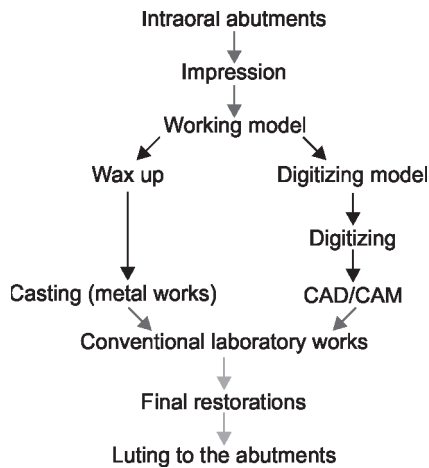 Intraoral abutments
Impression
Working model
Wax up
Digitizing model
Digitizing
Casting (metal works)
CAD/CAM
Conventional laboratory works
Final restorations
Luting to the abutments